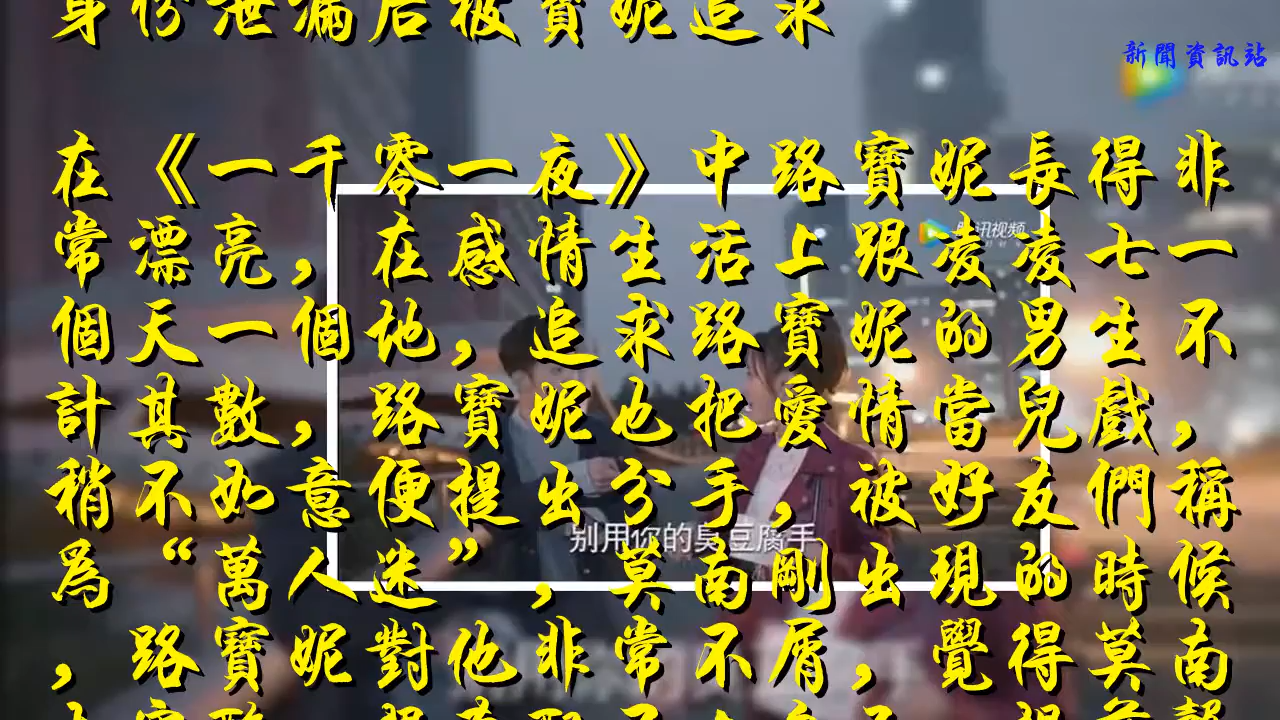 身份泄漏后被寶妮追求
新聞資訊站
在《一千零一夜》中路寶妮長得非
常漂亮，在感情生活上跟凌凌七一
個天一個地，追求路寶妮的男生不
計其數，路寶妮也把愛情當兒戲，
稍不如意便提出分手，被好友們稱
爲“萬人迷”，莫南剛出現的時候
，路寶妮對他非常不屑，覺得莫南
腾讯视频
别用你的臭豆腐手